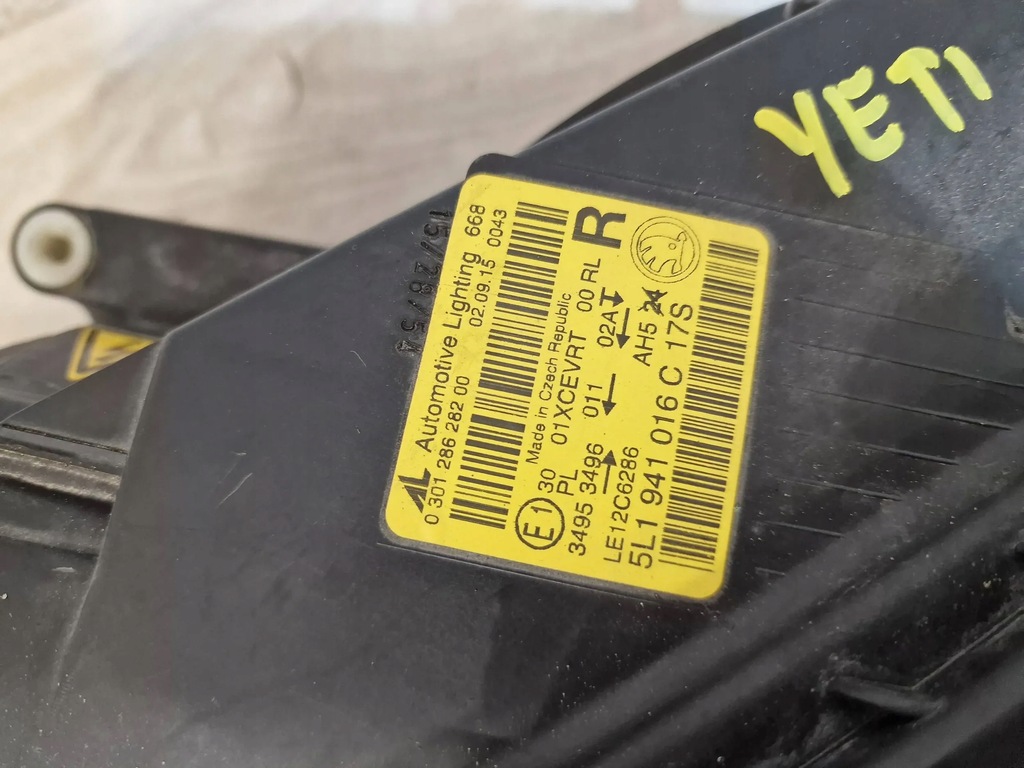 YETI
15/28/54
AL Automotive Lighting 668
0 301 286 282 00 02.09.15 0043
R
E1 30 Made in Czech Republic
PL 01XCEVRT 00 RL
3495 3496 011 02A
LE12C6286 AH5 24
5L1 941 016 C 17S